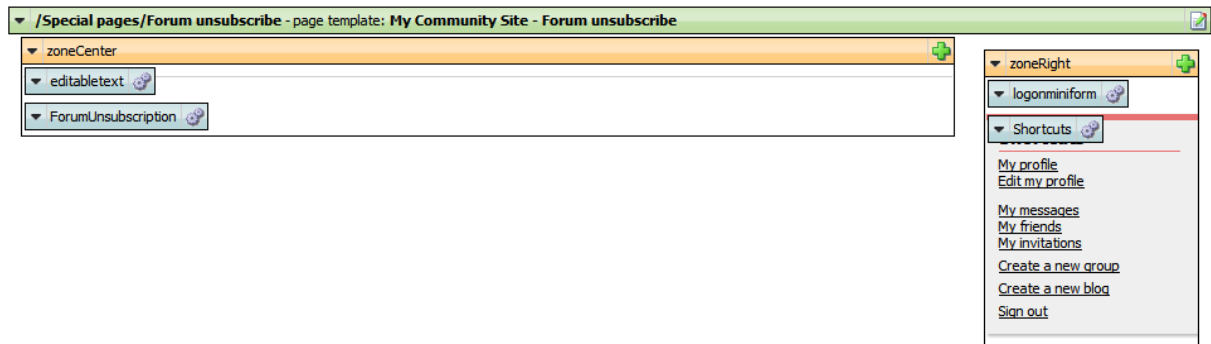 /Special pages/Forum unsubscribe - page template: My Community Site - Forum unsubscribe
zoneCenter
editabletext
ForumUnsubscription
zoneRight
logonminiform
Shortcuts
My profile
Edit my profile
My messages
My friends
My invitations
Create a new group
Create a new blog
Sign out